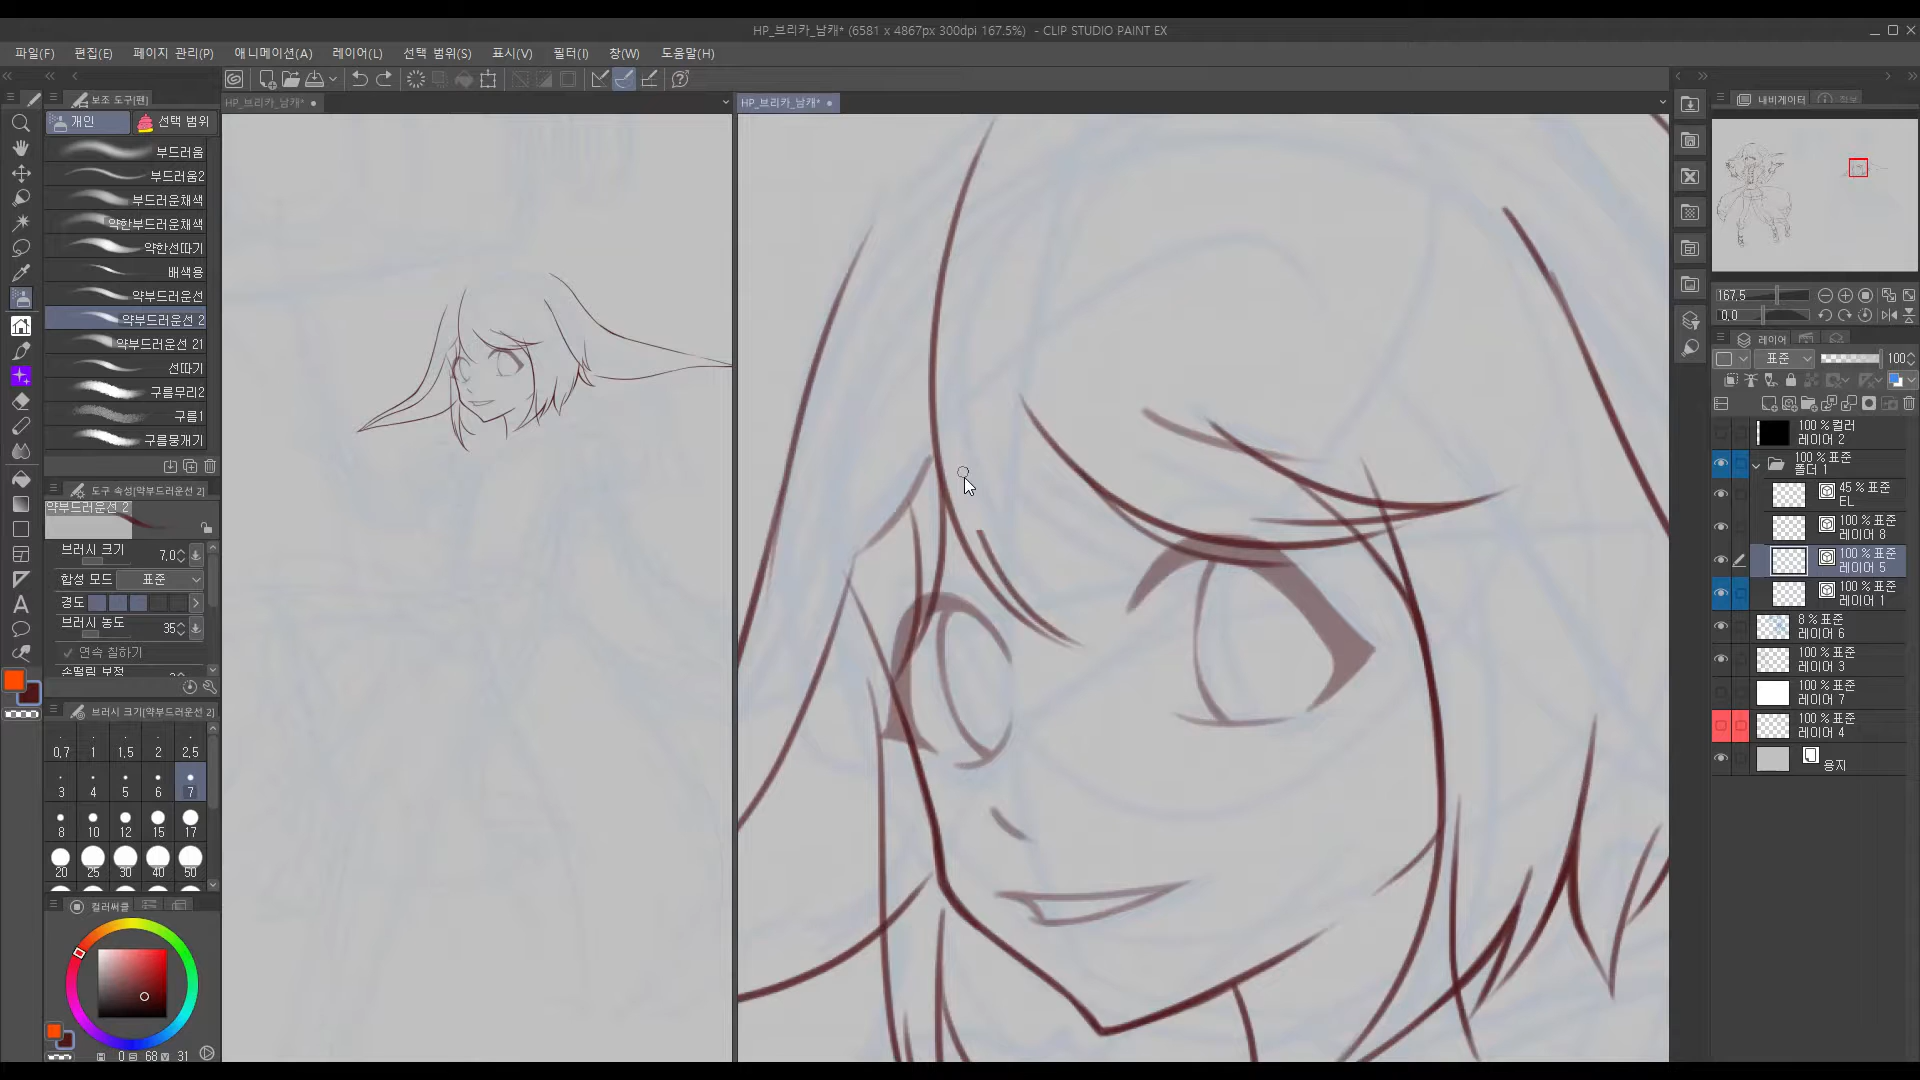 HP_브리카_남캐* (6581 x 4867px 300dpi 167.5%) - CLIP STUDIO PAINT EX
파일(F) 편집(E) 페이지 관리(P) 애니메이션(A) 레이어(L) 선택 범위(S) 표시(V) 필터(I) 창(W) 도움말(H)
보조 도구[펜]
HP_브리카_남캐*
HP_브리카_남캐*
내비게이터 정보
개인 선택 범위
부드러움
부드러움2
부드러운채색
약한부드러운채색
약한선따기
배색용
약부드러운선
약부드러운선 2
약부드러운선 21
선따기
구름무리2
구름1
구름뭉개기
도구 속성[약부드러운선 2]
약부드러운선 2
브러시 크기 7.0
합성 모드 표준
경도
브러시 농도 35
연속 칠하기
손떨림 보정
브러시 크기[약부드러운선 2]
0.7 1 1.5 2 2.5
3 4 5 6 7
8 10 12 15 17
20 25 30 40 50
컬러써클
H 0 S 68 V 31
167.5
0.0
레이어
표준 100
100 % 컬러
레이어 2
100 % 표준
폴더 1
45 % 표준
EL
100 % 표준
레이어 8
100 % 표준
레이어 5
100 % 표준
레이어 1
8 % 표준
레이어 6
100 % 표준
레이어 3
100 % 표준
레이어 7
100 % 표준
레이어 4
용지